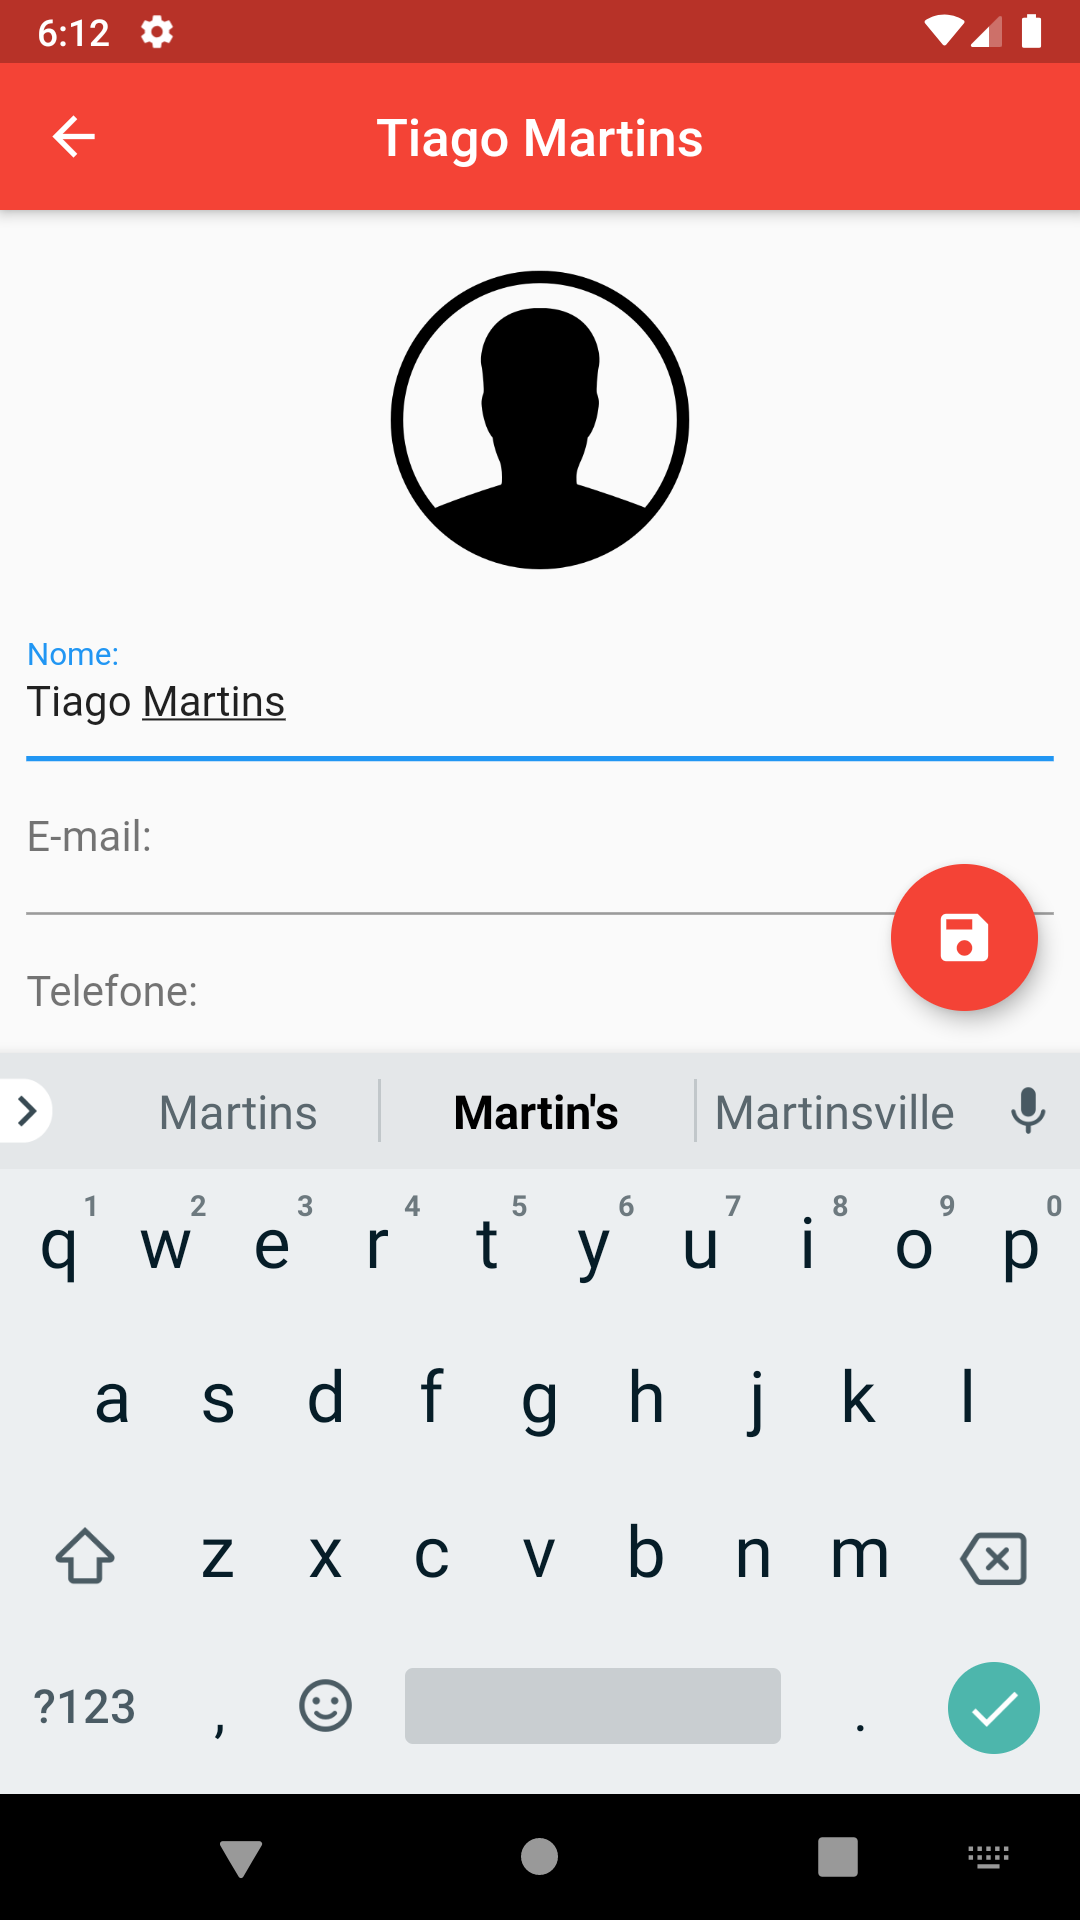 6:12
Tiago Martins
Nome:
Tiago Martins
E-mail:
Telefone:
Martins Martin's Martinsville
1 2 3 4 5 6 7 8 9 0
q w e r t y u i o p
a s d f g h j k l
z x c v b n m
?123 , .